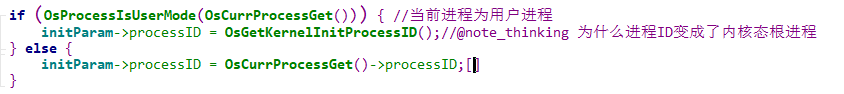 if (OsProcessIsUserMode(OsCurrProcessGet())) { //当前进程为用户进程
    initParam->processID = OsGetKernelInitProcessID();//@note_thinking 为什么进程ID变成了内核态根进程
} else {
    initParam->processID = OsCurrProcessGet()->processID;[]
}